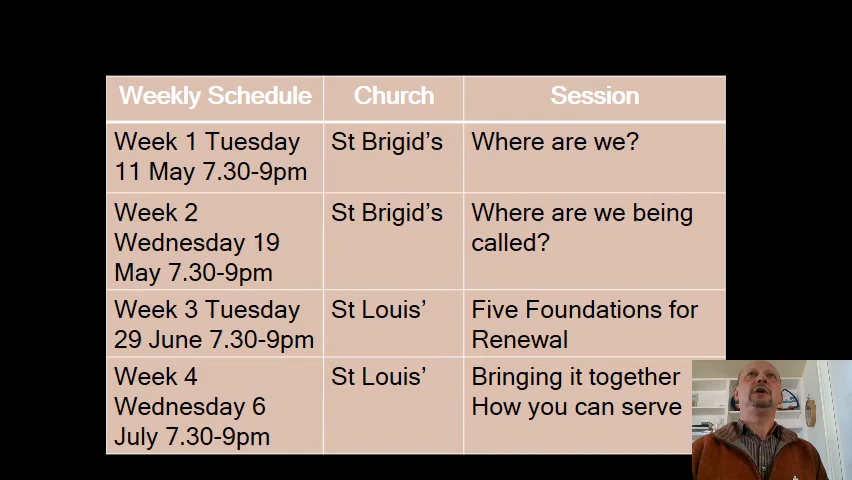 Weekly Schedule Church Session
Week 1 Tuesday St Brigid's Where are we?
11 May 7.30-9pm
Week 2 St Brigid's Where are we being
Wednesday 19 called?
May 7.30-9pm
Week 3 Tuesday St Louis' Five Foundations for
29 June 7.30-9pm Renewal
Week 4 St Louis' Bringing it together
Wednesday 6 How you can serve
July 7.30-9pm